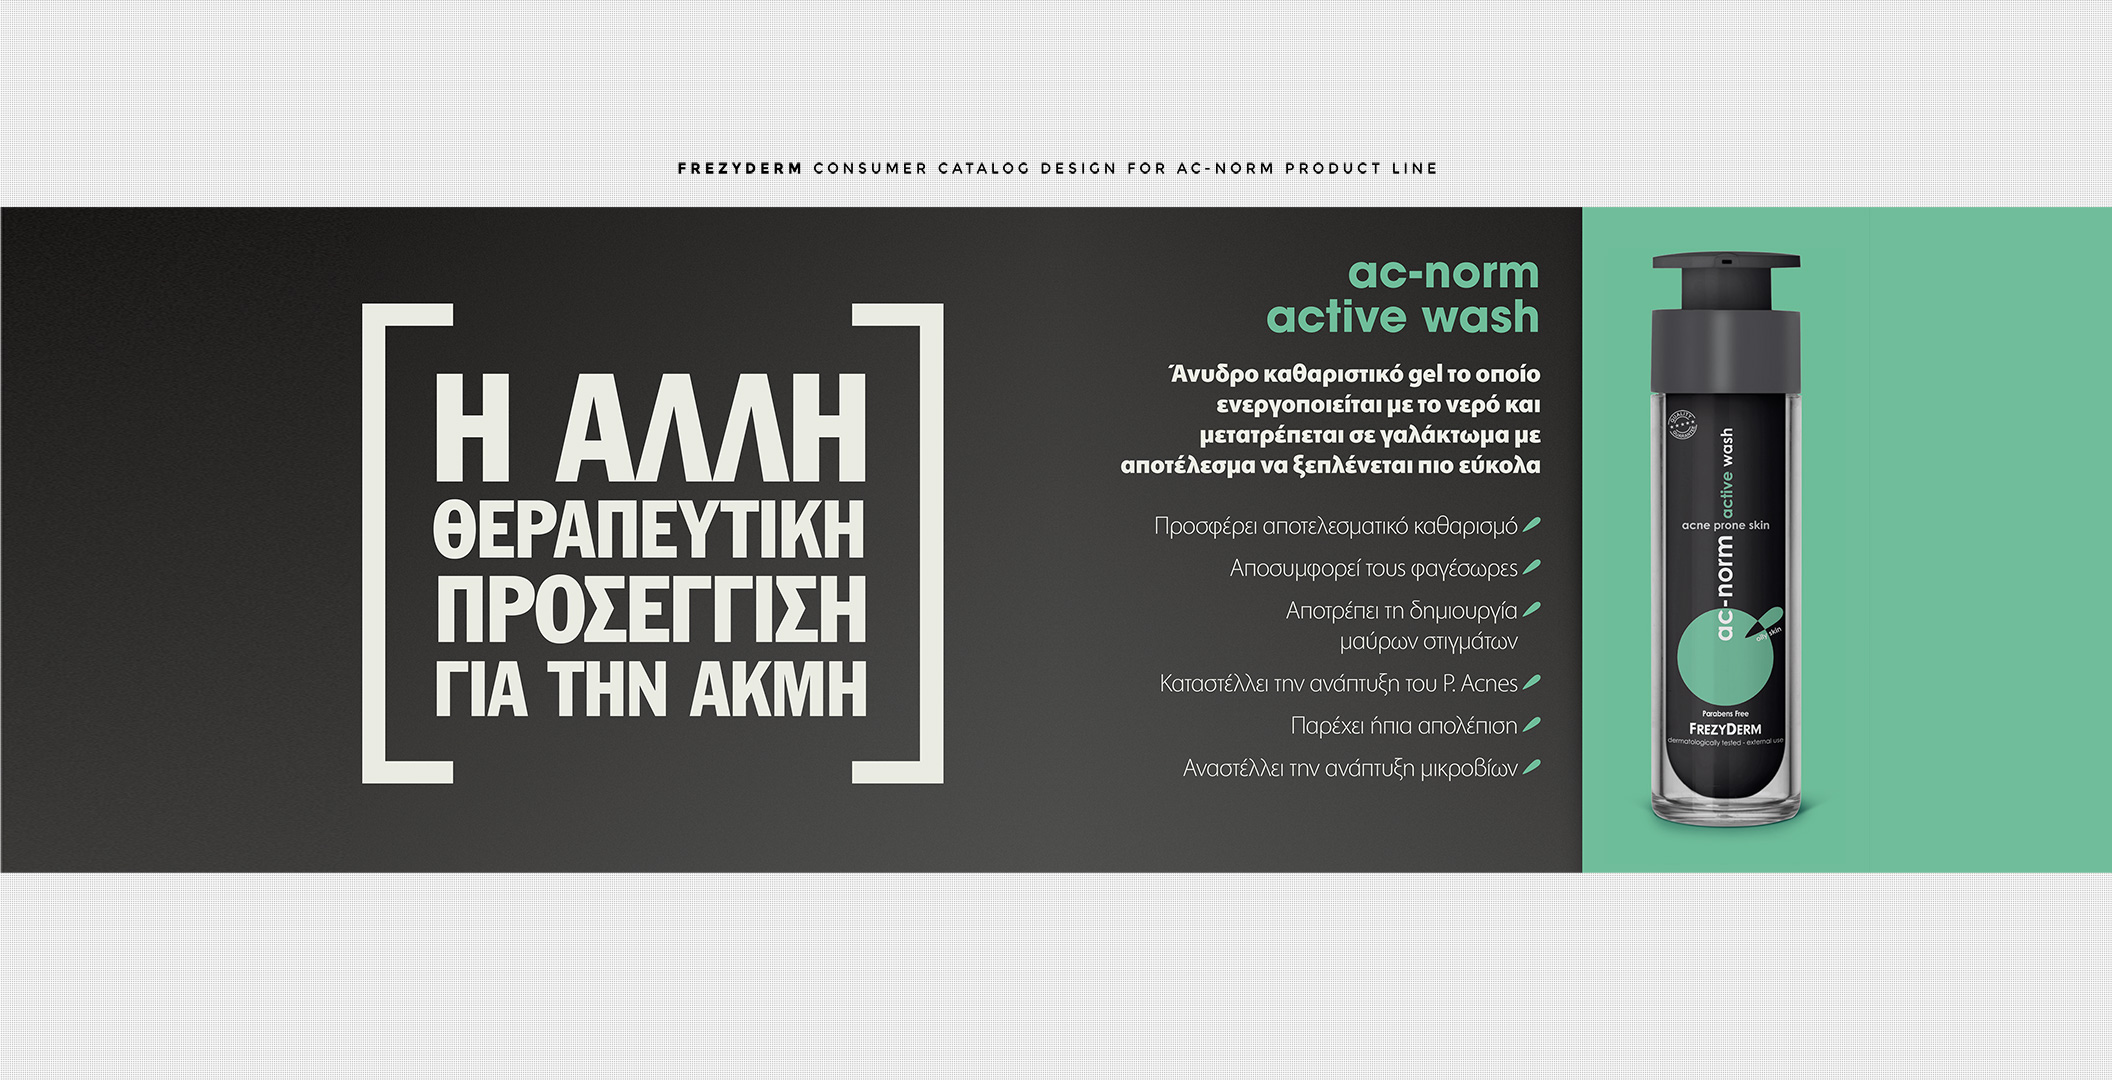 FREZYDERM CONSUMER CATALOG DESIGN FOR AC-NORM PRODUCT LINE
Η ΑΛΛΗ
ΘΕΡΑΠΕΥΤΙΚΗ
ΠΡΟΣΕΓΓΙΣΗ
ΓΙΑ ΤΗΝ ΑΚΜΗ
ac-norm
active wash
Άνυδρο καθαριστικό gel το οποίο
ενεργοποιείται με το νερό και
μετατρέπεται σε γαλάκτωμα με
αποτέλεσμα να ξεπλένεται πιο εύκολα
Προσφέρει αποτελεσματικό καθαρισμό
Αποσυμφορεί τους φαγέσωρες
Αποτρέπει τη δημιουργία
μαύρων στιγμάτων
Καταστέλλει την ανάπτυξη του P. Acnes
Παρέχει ήπια απολέπιση
Αναστέλλει την ανάπτυξη μικροβίων
QUALITY
GUARANTEE
ac-norm active wash
acne prone skin
oily skin
Parabens Free
FREZYDERM
dermatologically tested - external use